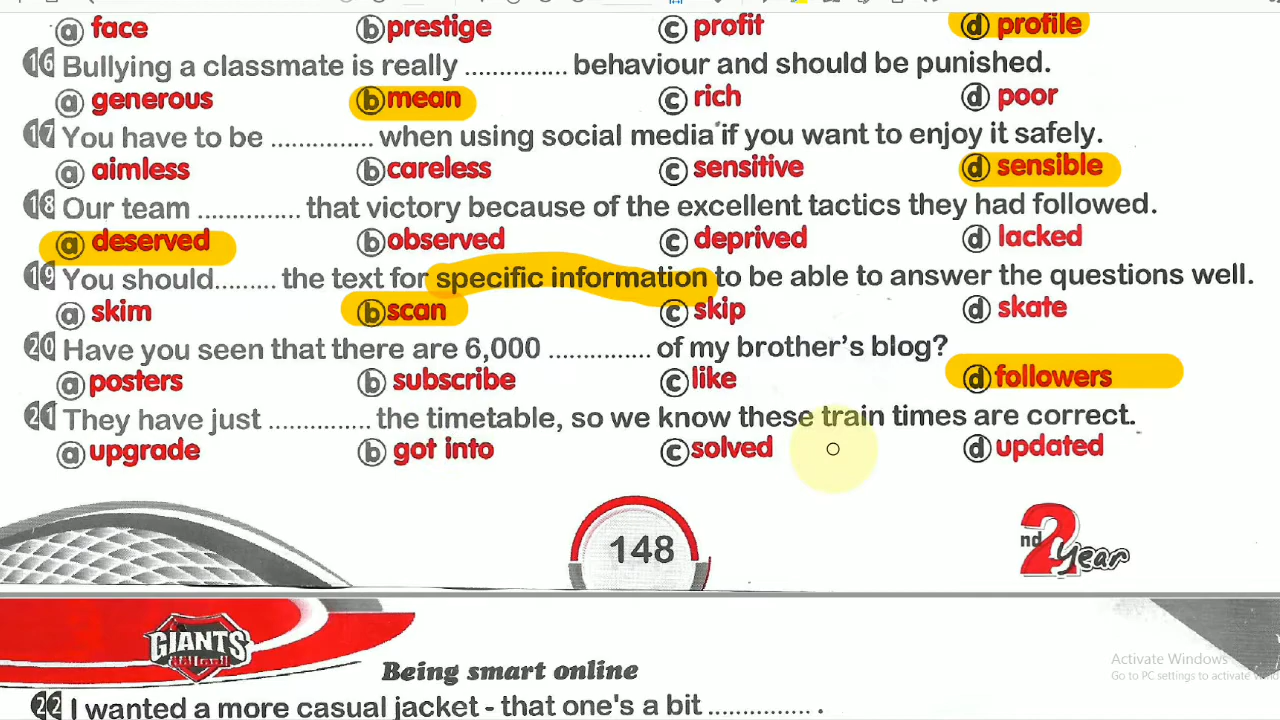 ⓐ face ⓑ prestige ⓒ profit ⓓ profile
16 Bullying a classmate is really ............... behaviour and should be punished.
ⓐ generous ⓑ mean ⓒ rich ⓓ poor
17 You have to be ............... when using social media if you want to enjoy it safely.
ⓐ aimless ⓑ careless ⓒ sensitive ⓓ sensible
18 Our team ............... that victory because of the excellent tactics they had followed.
ⓐ deserved ⓑ observed ⓒ deprived ⓓ lacked
19 You should......... the text for specific information to be able to answer the questions well.
ⓐ skim ⓑ scan ⓒ skip ⓓ skate
20 Have you seen that there are 6,000 ............... of my brother's blog?
ⓐ posters ⓑ subscribe ⓒ like ⓓ followers
21 They have just ............... the timetable, so we know these train times are correct.
ⓐ upgrade ⓑ got into ⓒ solved ⓓ updated
148
2nd Year
GIANTS
Being smart online
Activate Windows
Go to PC settings to activate
22 I wanted a more casual jacket - that one's a bit ............... .